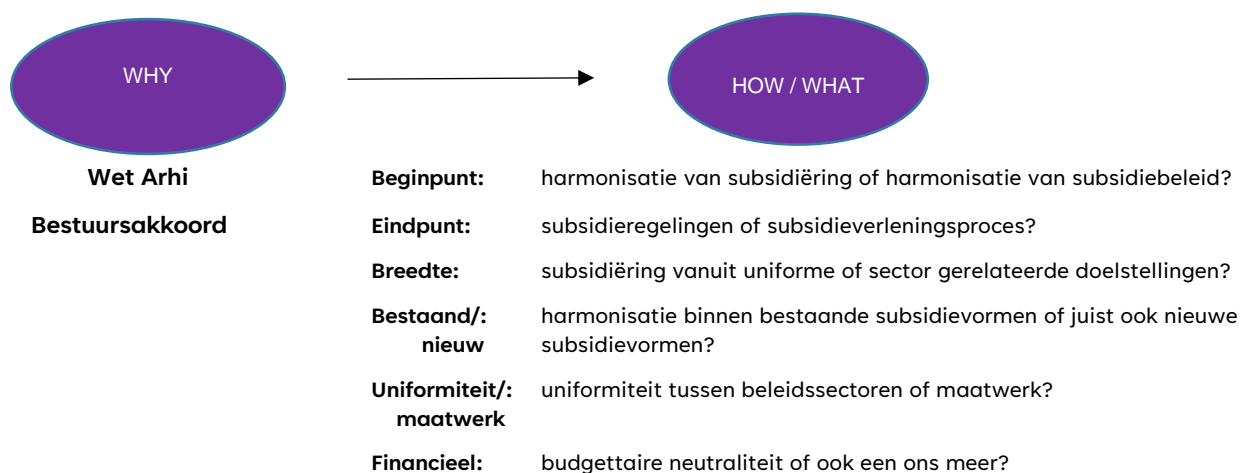 WHY
HOW / WHAT
Wet Arhi
Bestuursakkoord
Beginpunt: harmonisatie van subsidiëring of harmonisatie van subsidiebeleid?
Eindpunt: subsidieregelingen of subsidieverleningsproces?
Breedte: subsidiëring vanuit uniforme of sector gerelateerde doelstellingen?
Bestaand/: harmonisatie binnen bestaande subsidievormen of juist ook nieuwe
nieuw subsidievormen?
Uniformiteit/: uniformiteit tussen beleidssectoren of maatwerk?
maatwerk
Financieel: budgettaire neutraliteit of ook een ons meer?